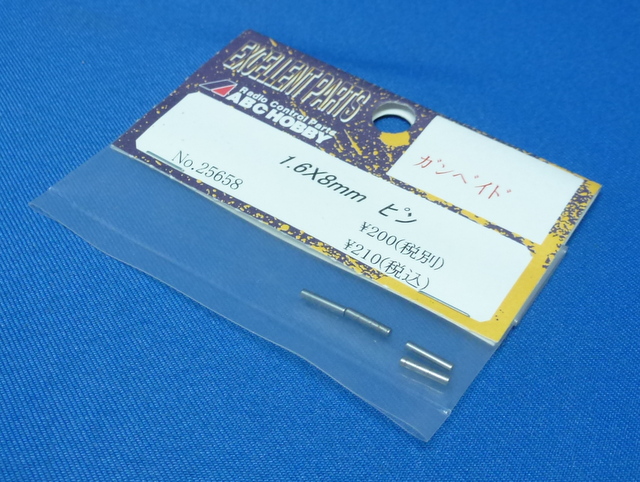 EXCELLENT PARTS
Radio Control Parts
ABC HOBBY
ガンベイド
No.25658
1.6X8mm ピン
¥200(税別)
¥210(税込)